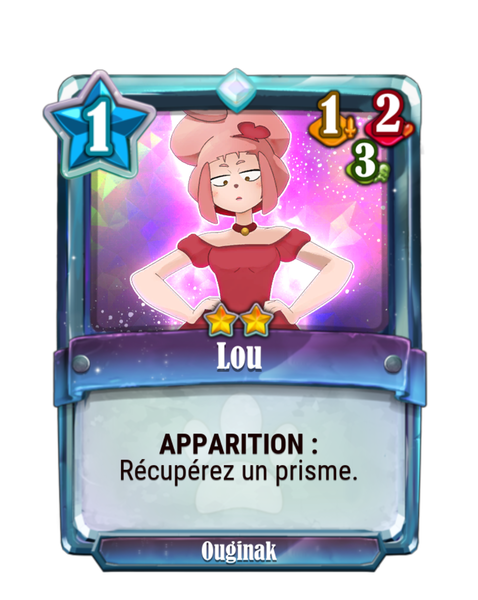 1
1 2
3
Lou
APPARITION :
Récupérez un prisme.
Ouginak